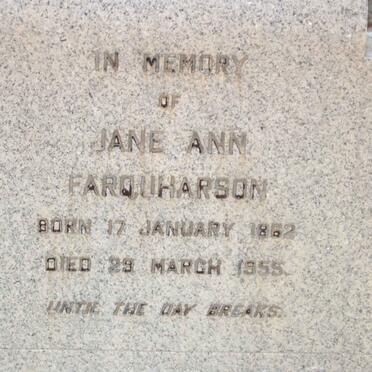 IN MEMORY
OF
JANE ANN
FARQUHARSON
BORN 17 JANUARY 1862
DIED 29 MARCH 1955.
UNTIL THE DAY BREAKS.